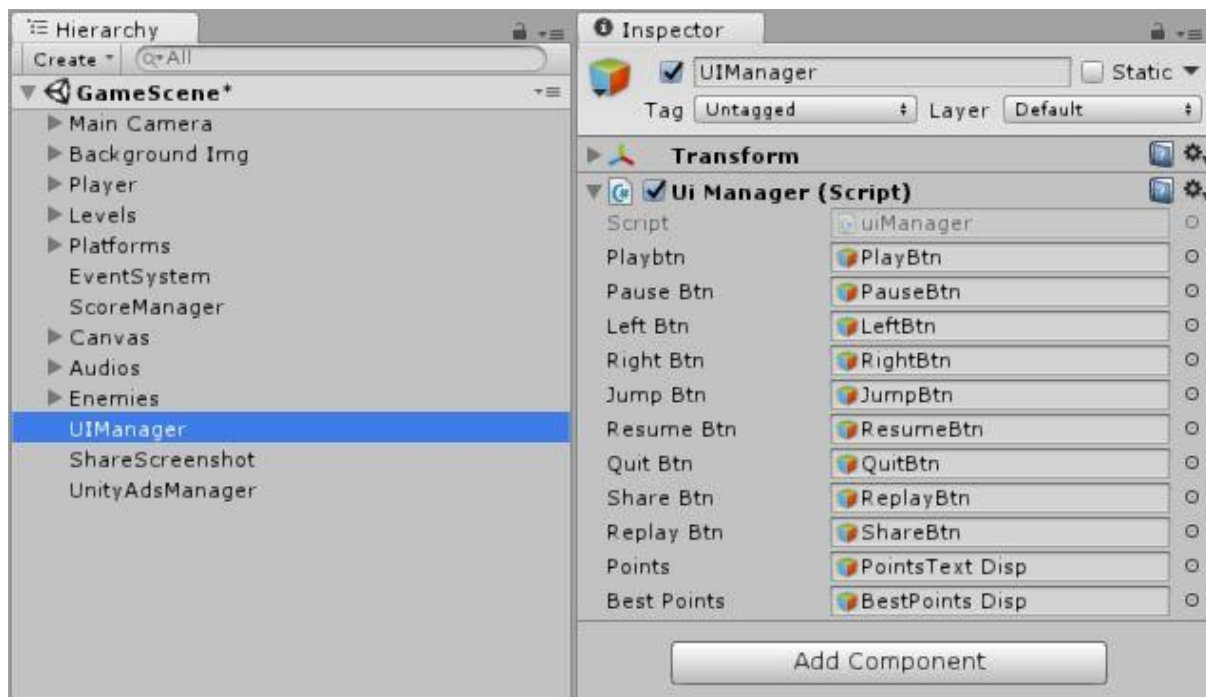 Hierarchy
Create
All
GameScene*
Main Camera
Background Img
Player
Levels
Platforms
EventSystem
ScoreManager
Canvas
Audios
Enemies
UIManager
ShareScreenshot
UnityAdsManager
Inspector
UIManager Static
Tag Untagged Layer Default
Transform
Ui Manager (Script)
Script uiManager
Playbtn PlayBtn
Pause Btn PauseBtn
Left Btn LeftBtn
Right Btn RightBtn
Jump Btn JumpBtn
Resume Btn ResumeBtn
Quit Btn QuitBtn
Share Btn ReplayBtn
Replay Btn ShareBtn
Points PointsText Disp
Best Points BestPoints Disp
Add Component